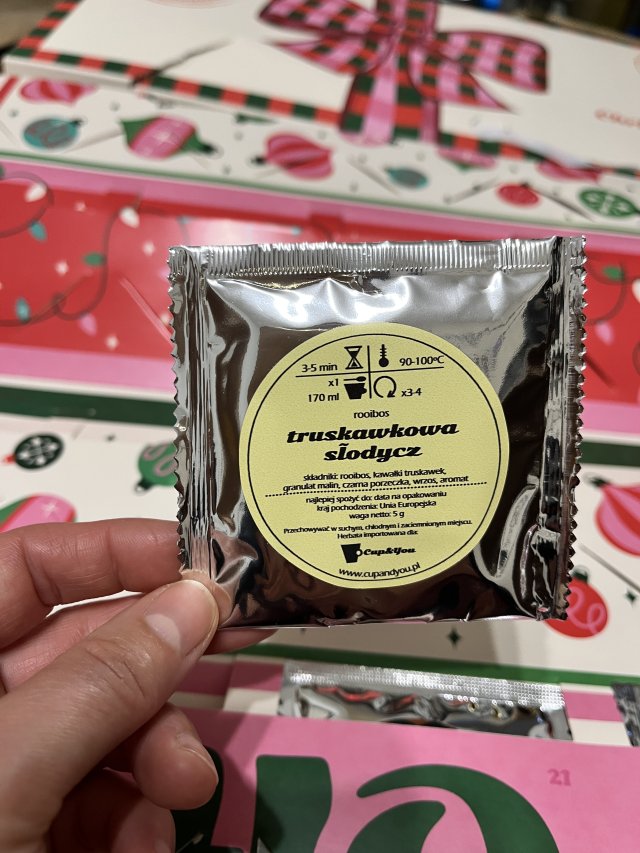 3-5 min 90-100ºC
x1
170 ml x3-4
rooibos
truskawkowa
słodycz
składniki: rooibos, kawałki truskawek,
granulat malin, czarna porzeczka, wrzos, aromat
najlepiej spożyć do: data na opakowaniu
kraj pochodzenia: Unia Europejska
waga netto: 5 g
Przechowywać w suchym, chłodnym i zaciemnionym miejscu.
Herbata importowana dla:
Cup&You
www.cupandyou.pl
21